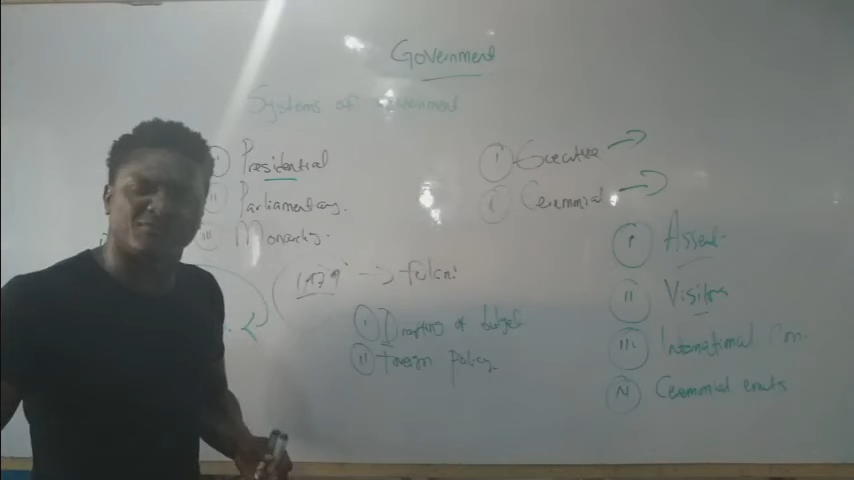 Government
Systems of Government
I Presidential
II Parliamentary.
III Monarchy.
I Executive →
II Ceremonial →
1979 →
I Drafting of budget
II Foreign policy
I Assent
II Visitors
III. International
IV Ceremonial events